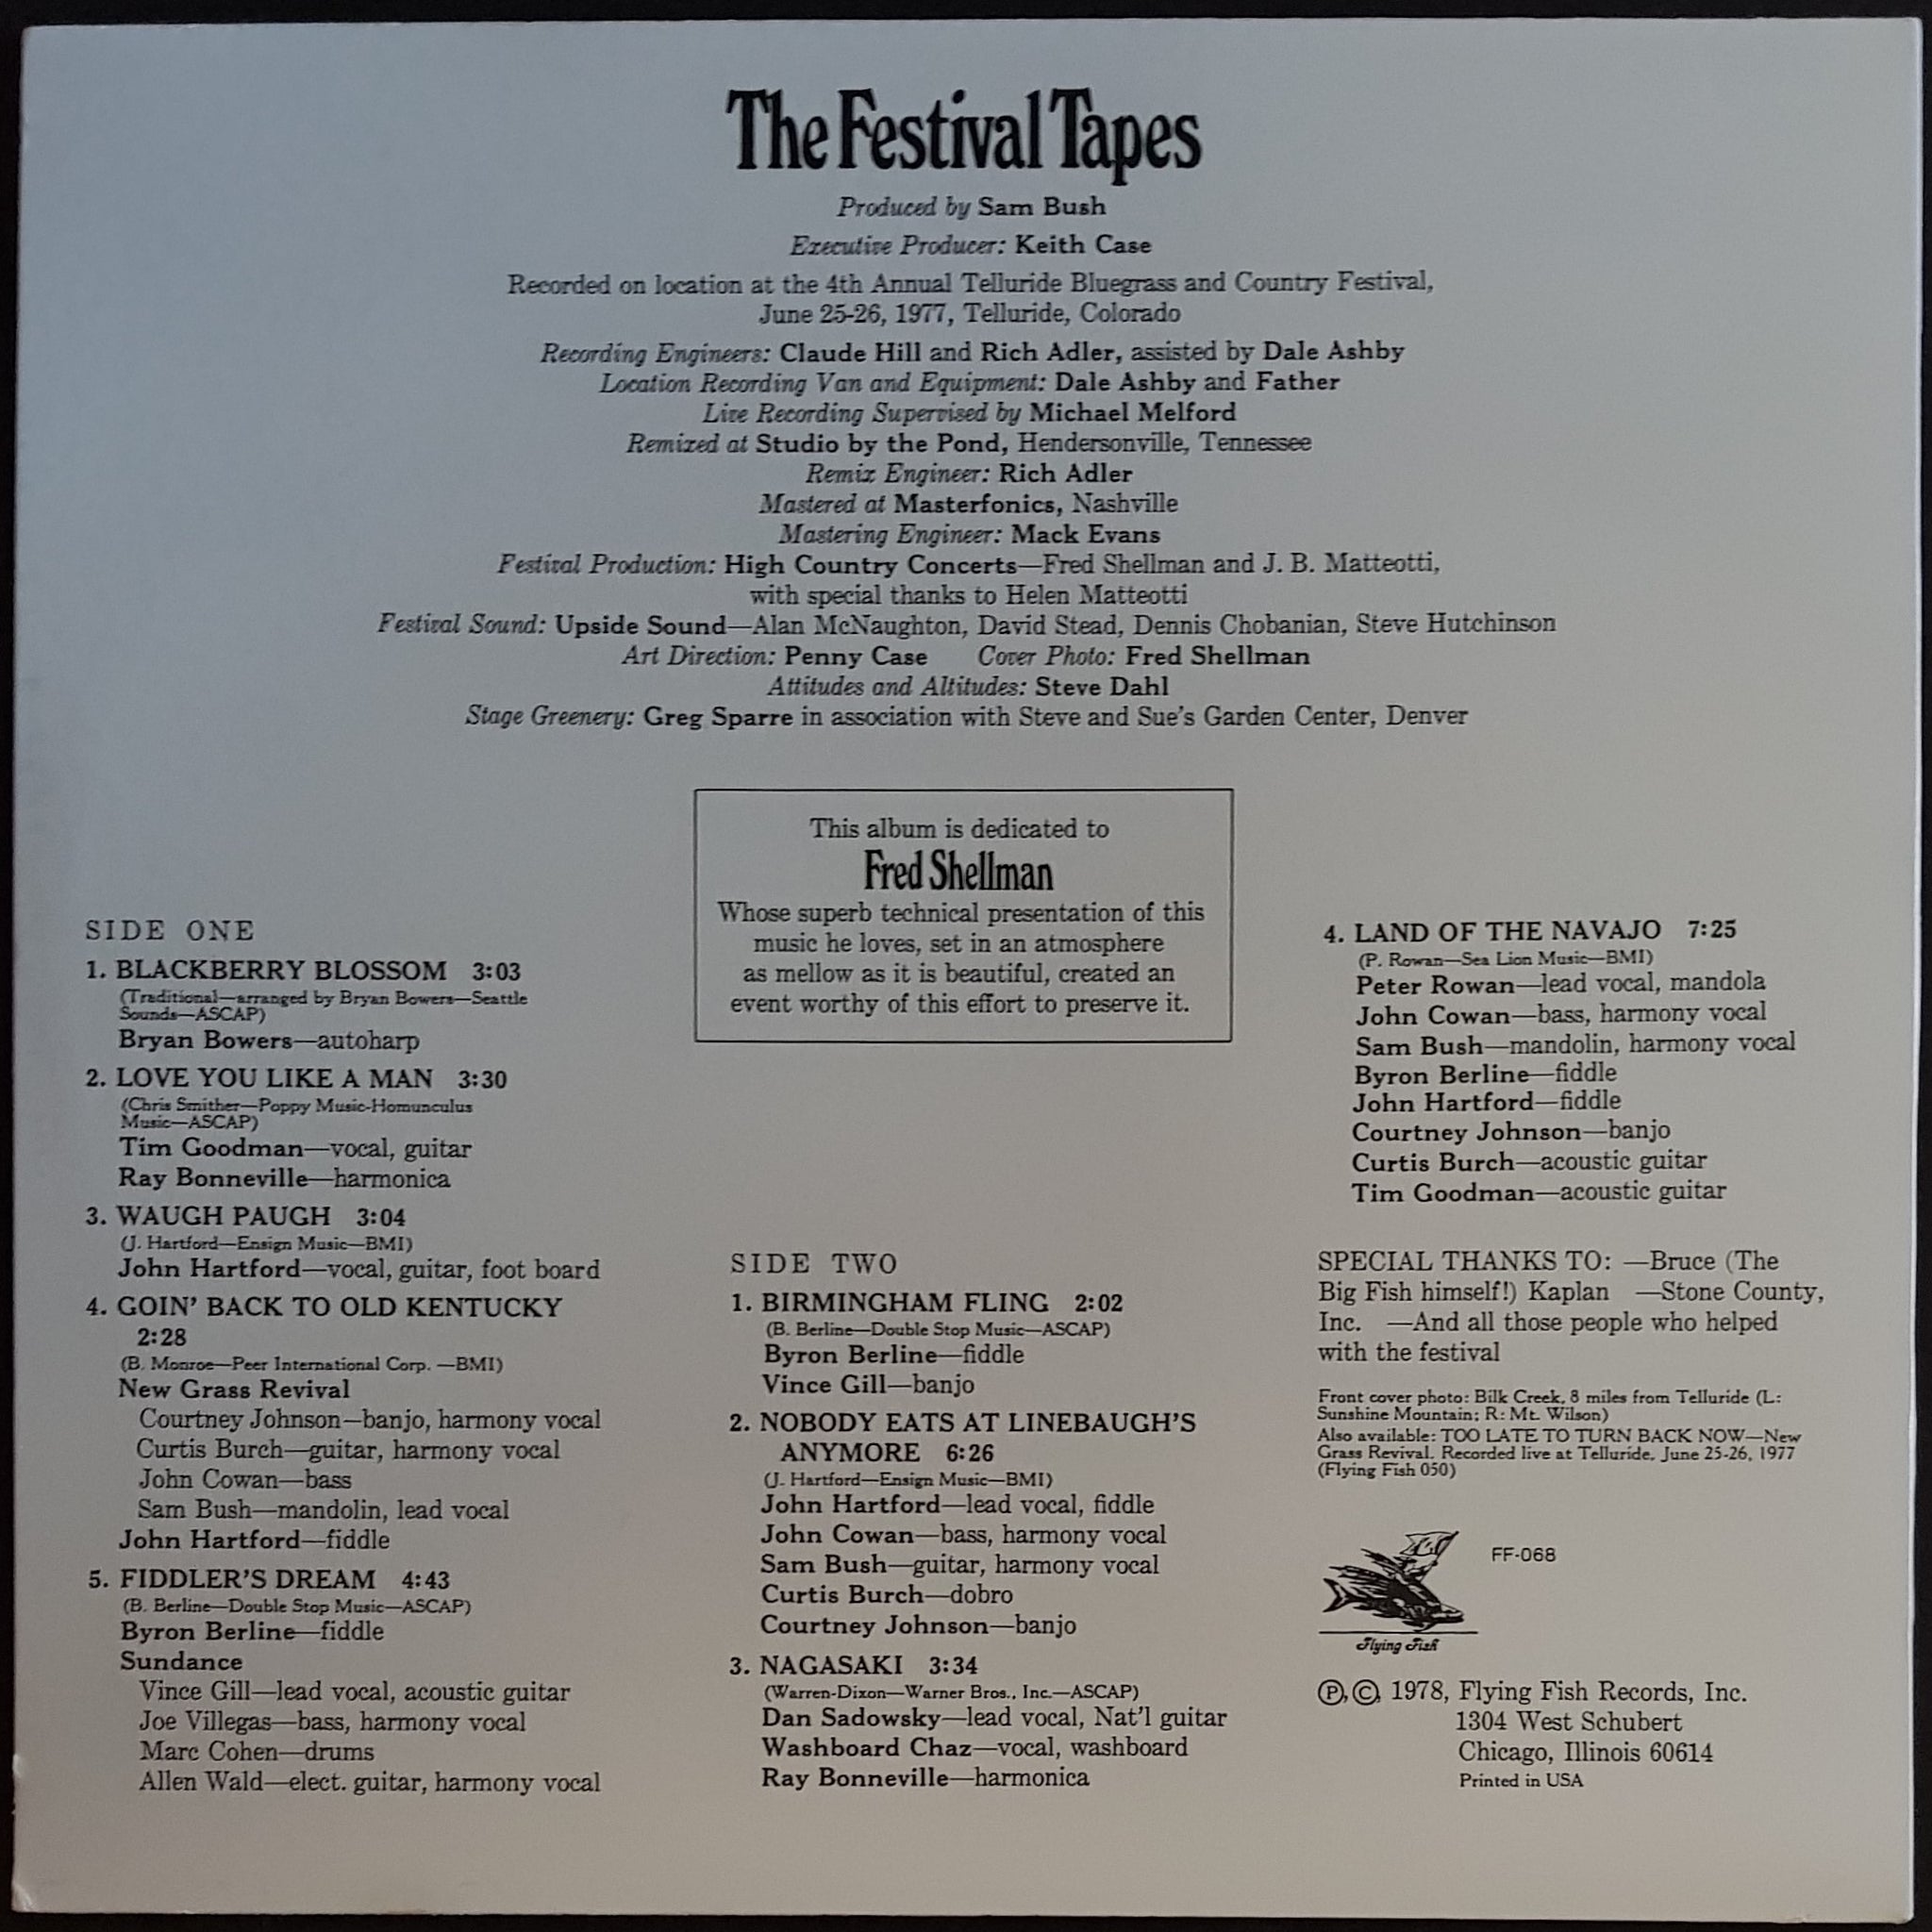 The Festival Tapes
Produced by Sam Bush
Executive Producer: Keith Case
Recorded on location at the 4th Annual Telluride Bluegrass and Country Festival,
June 25-26, 1977, Telluride, Colorado
Recording Engineers: Claude Hill and Rich Adler, assisted by Dale Ashby
Location Recording Van and Equipment: Dale Ashby and Father
Live Recording Supervised by Michael Melford
Remixed at Studio by the Pond, Hendersonville, Tennessee
Remix Engineer: Rich Adler
Mastered at Masterfonics, Nashville
Mastering Engineer: Mack Evans
Festival Production: High Country Concerts—Fred Shellman and J. B. Matteotti,
with special thanks to Helen Matteotti
Festival Sound: Upside Sound—Alan McNaughton, David Stead, Dennis Chobanian, Steve Hutchinson
Art Direction: Penny Case Cover Photo: Fred Shellman
Attitudes and Altitudes: Steve Dahl
Stage Greenery: Greg Sparre in association with Steve and Sue's Garden Center, Denver
This album is dedicated to
Fred Shellman
Whose superb technical presentation of this
music he loves, set in an atmosphere
as mellow as it is beautiful, created an
event worthy of this effort to preserve it.
SIDE ONE
1. BLACKBERRY BLOSSOM 3:03
(Traditional—arranged by Bryan Bowers—Seattle
Sounds—ASCAP)
Bryan Bowers—autoharp
2. LOVE YOU LIKE A MAN 3:30
(Chris Smither—Poppy Music-Homunculus
Music—ASCAP)
Tim Goodman—vocal, guitar
Ray Bonneville—harmonica
3. WAUGH PAUGH 3:04
(J. Hartford—Ensign Music—BMI)
John Hartford—vocal, guitar, foot board
4. GOIN' BACK TO OLD KENTUCKY
2:28
(B. Monroe—Peer International Corp. —BMI)
New Grass Revival
Courtney Johnson—banjo, harmony vocal
Curtis Burch—guitar, harmony vocal
John Cowan—bass
Sam Bush—mandolin, lead vocal
John Hartford—fiddle
5. FIDDLER'S DREAM 4:43
(B. Berline—Double Stop Music—ASCAP)
Byron Berline—fiddle
Sundance
Vince Gill—lead vocal, acoustic guitar
Joe Villegas—bass, harmony vocal
Marc Cohen—drums
Allen Wald—elect. guitar, harmony vocal
SIDE TWO
1. BIRMINGHAM FLING 2:02
(B. Berline—Double Stop Music—ASCAP)
Byron Berline—fiddle
Vince Gill—banjo
2. NOBODY EATS AT LINEBAUGH'S
ANYMORE 6:26
(J. Hartford—Ensign Music—BMI)
John Hartford—lead vocal, fiddle
John Cowan—bass, harmony vocal
Sam Bush—guitar, harmony vocal
Curtis Burch—dobro
Courtney Johnson—banjo
3. NAGASAKI 3:34
(Warren-Dixon—Warner Bros., Inc.—ASCAP)
Dan Sadowsky—lead vocal, Nat'l guitar
Washboard Chaz—vocal, washboard
Ray Bonneville—harmonica
4. LAND OF THE NAVAJO 7:25
(P. Rowan—Sea Lion Music—BMI)
Peter Rowan—lead vocal, mandola
John Cowan—bass, harmony vocal
Sam Bush—mandolin, harmony vocal
Byron Berline—fiddle
John Hartford—fiddle
Courtney Johnson—banjo
Curtis Burch—acoustic guitar
Tim Goodman—acoustic guitar
SPECIAL THANKS TO: —Bruce (The
Big Fish himself!) Kaplan —Stone County,
Inc. —And all those people who helped
with the festival
Front cover photo: Bilk Creek, 8 miles from Telluride (L:
Sunshine Mountain; R: Mt. Wilson)
Also available: TOO LATE TO TURN BACK NOW—New
Grass Revival. Recorded live at Telluride, June 25-26, 1977
(Flying Fish 050)
FF-068
Flying Fish
℗,©, 1978, Flying Fish Records, Inc.
1304 West Schubert
Chicago, Illinois 60614
Printed in USA